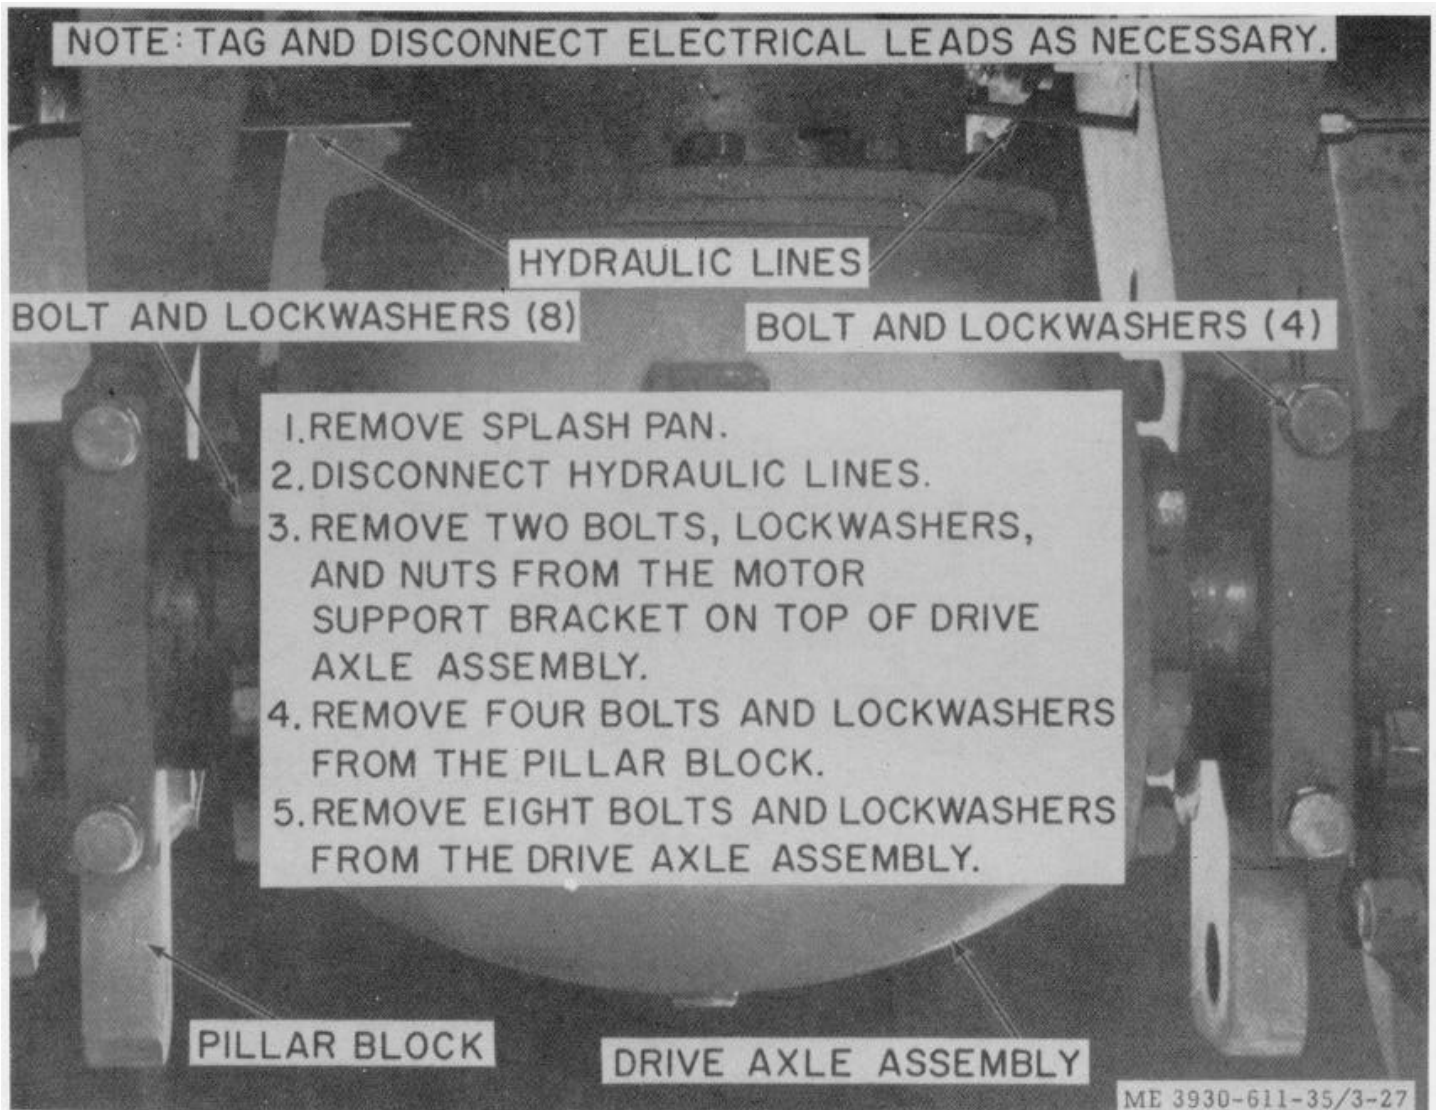 NOTE: TAG AND DISCONNECT ELECTRICAL LEADS AS NECESSARY.
HYDRAULIC LINES
BOLT AND LOCKWASHERS (8)
BOLT AND LOCKWASHERS (4)
1. REMOVE SPLASH PAN.
2. DISCONNECT HYDRAULIC LINES.
3. REMOVE TWO BOLTS, LOCKWASHERS,
AND NUTS FROM THE MOTOR
SUPPORT BRACKET ON TOP OF DRIVE
AXLE ASSEMBLY.
4. REMOVE FOUR BOLTS AND LOCKWASHERS
FROM THE PILLAR BLOCK.
5. REMOVE EIGHT BOLTS AND LOCKWASHERS
FROM THE DRIVE AXLE ASSEMBLY.
PILLAR BLOCK
DRIVE AXLE ASSEMBLY
ME 3930-611-35/3-27